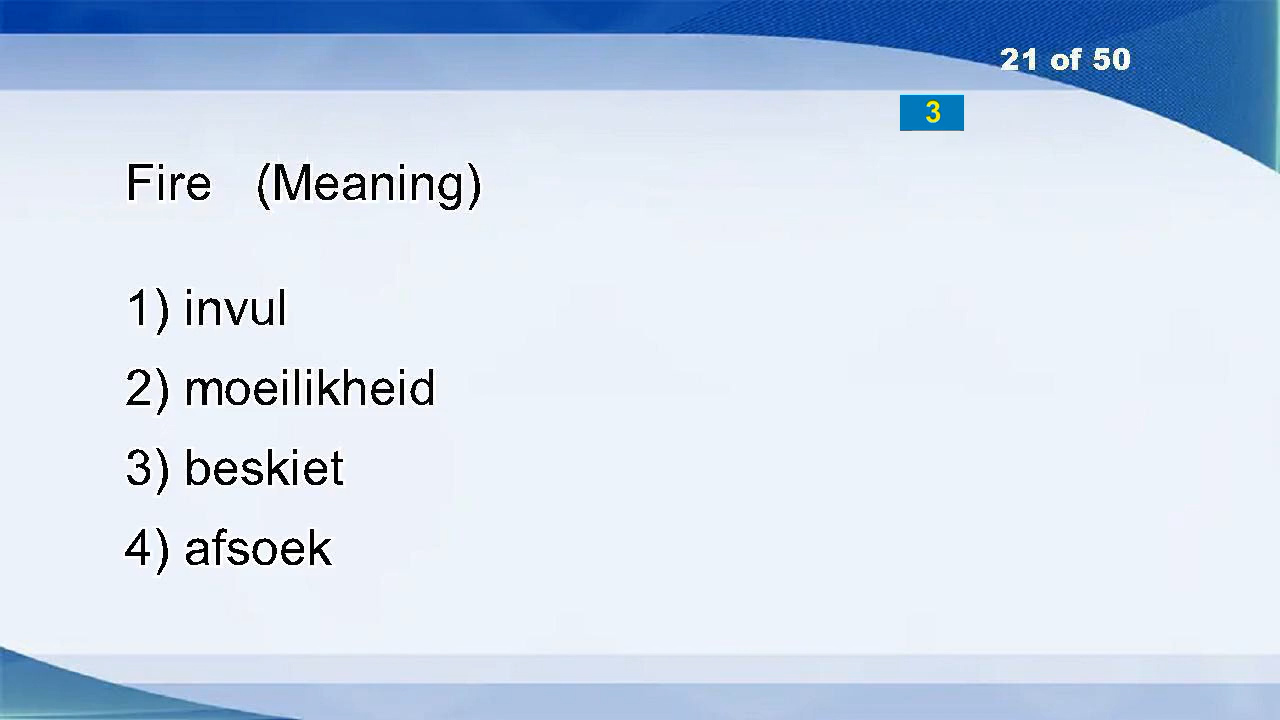 21 of 50
3
Fire (Meaning)
1) invul
2) moeilikheid
3) beskiet
4) afsoek